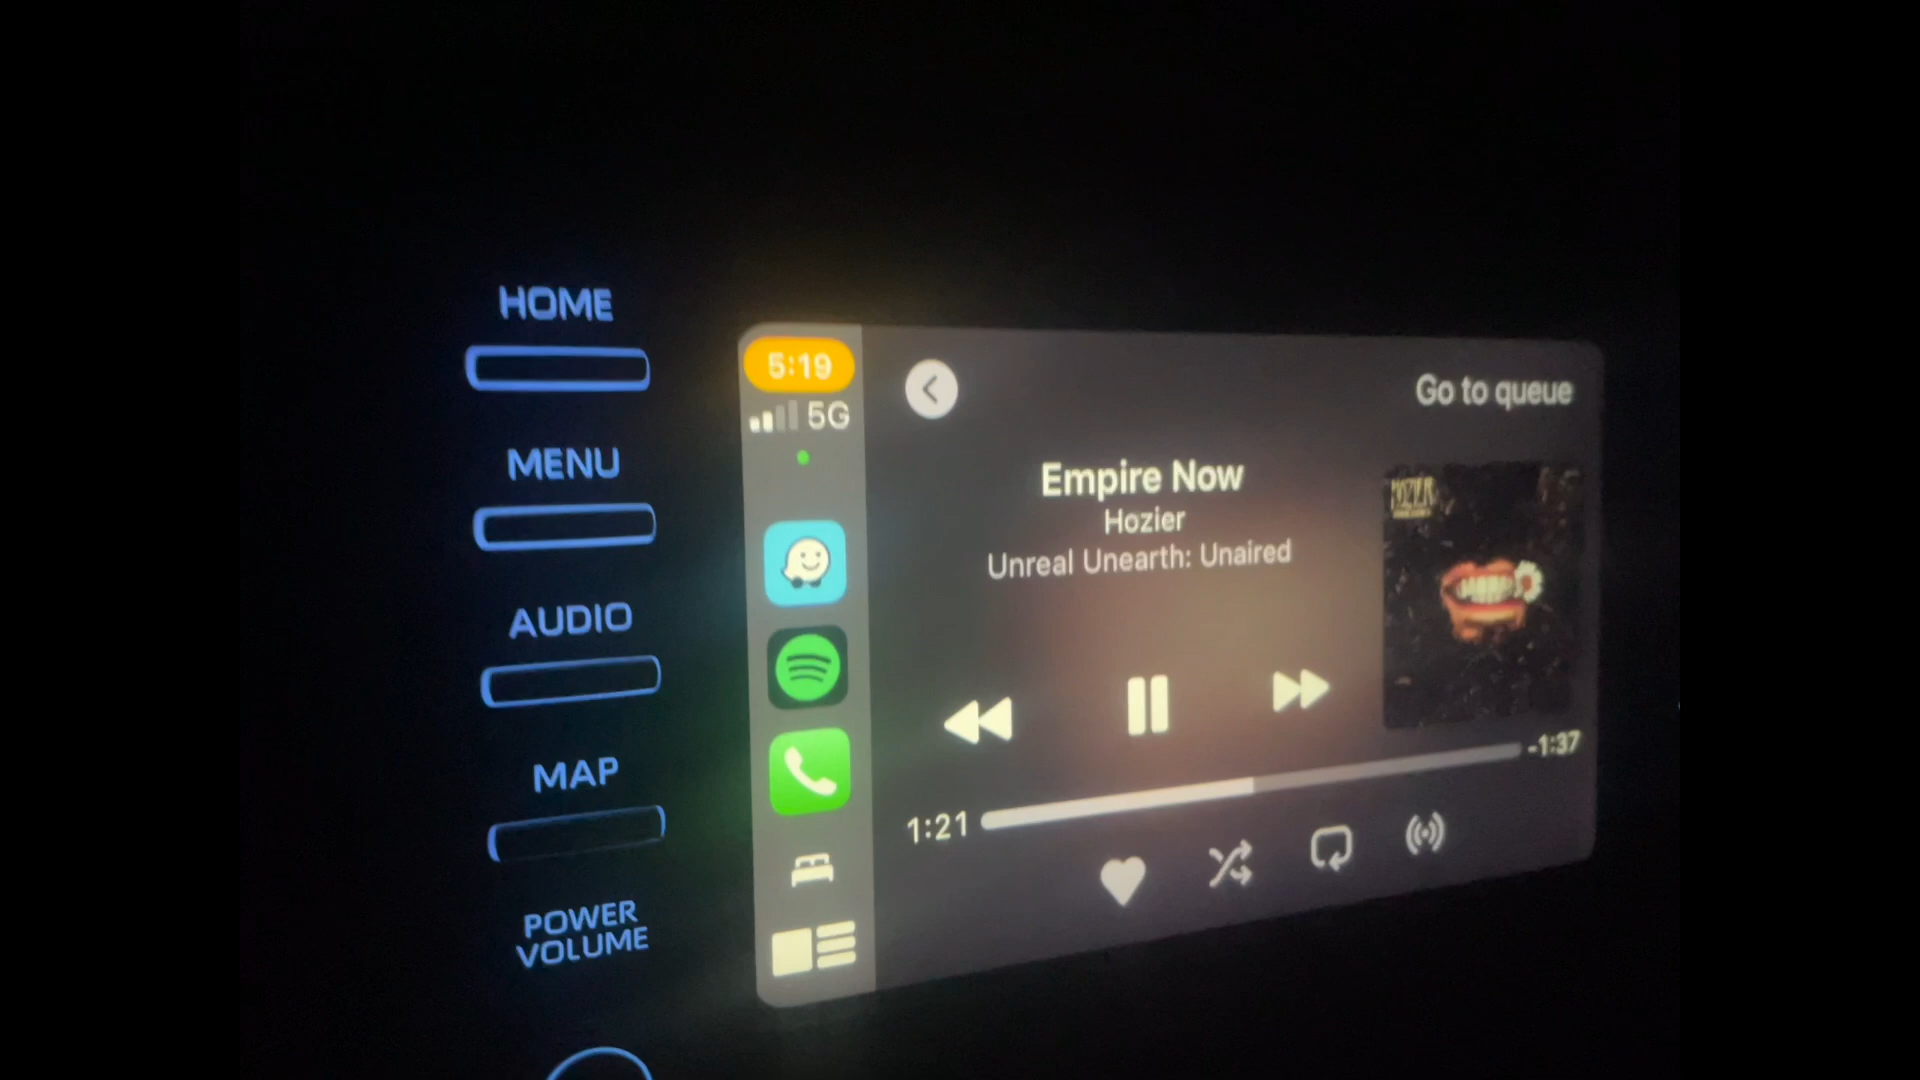 HOME
MENU
AUDIO
MAP
POWER
VOLUME
5:19
5G
Go to queue
Empire Now
Hozier
Unreal Unearth: Unaired
HOZIER
1:21
-1:37